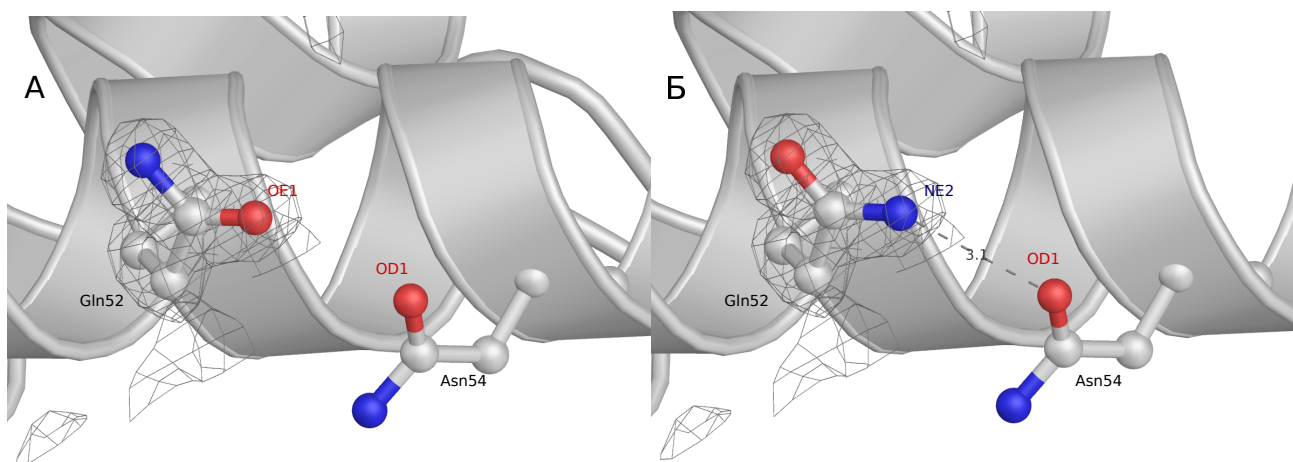 А
OE1
OD1
Gln52
Asn54
Б
NE2
3.1
OD1
Gln52
Asn54